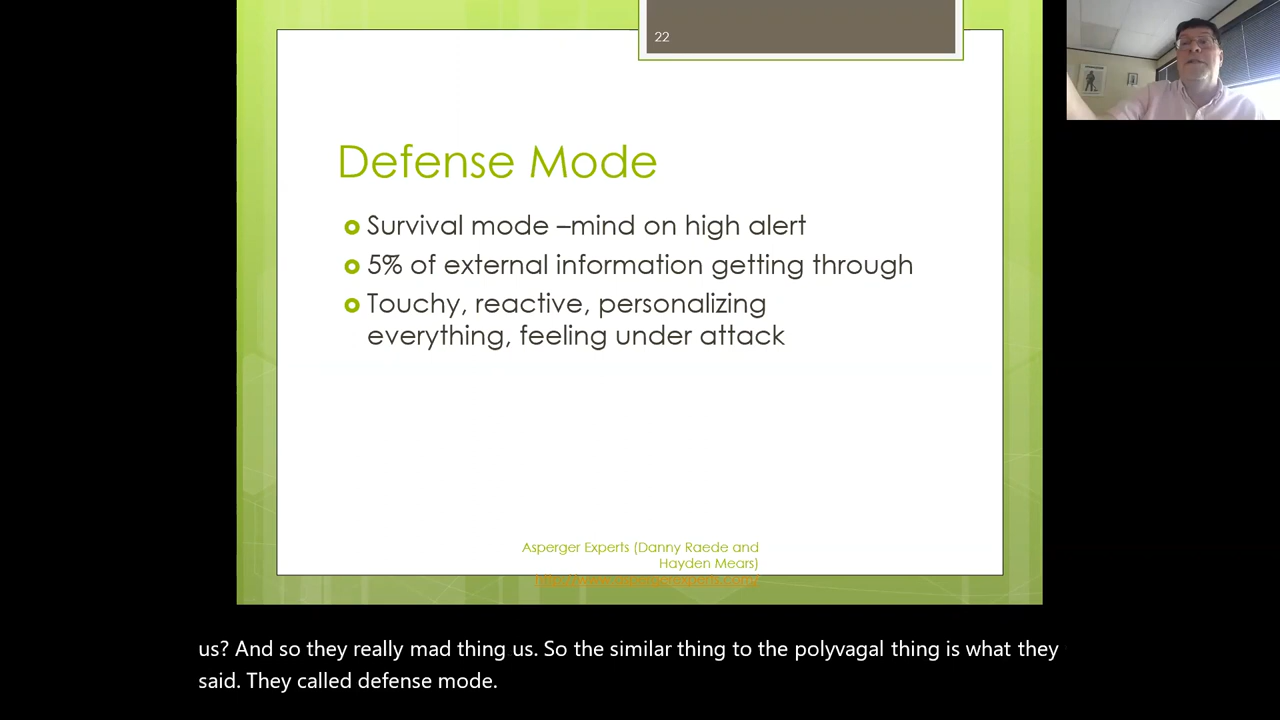 22
Defense Mode
Survival mode –mind on high alert
5% of external information getting through
Touchy, reactive, personalizing
everything, feeling under attack
Asperger Experts (Danny Raede and
Hayden Mears)
us? And so they really mad thing us. So the similar thing to the polyvagal thing is what they
said. They called defense mode.